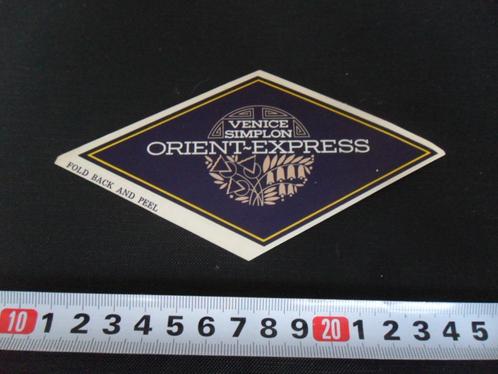 VENICE
SIMPLON
ORIENT-EXPRESS
FOLD BACK AND PEEL
10 1 2 3 4 5 6 7 8 9 20 1 2 3 4 5